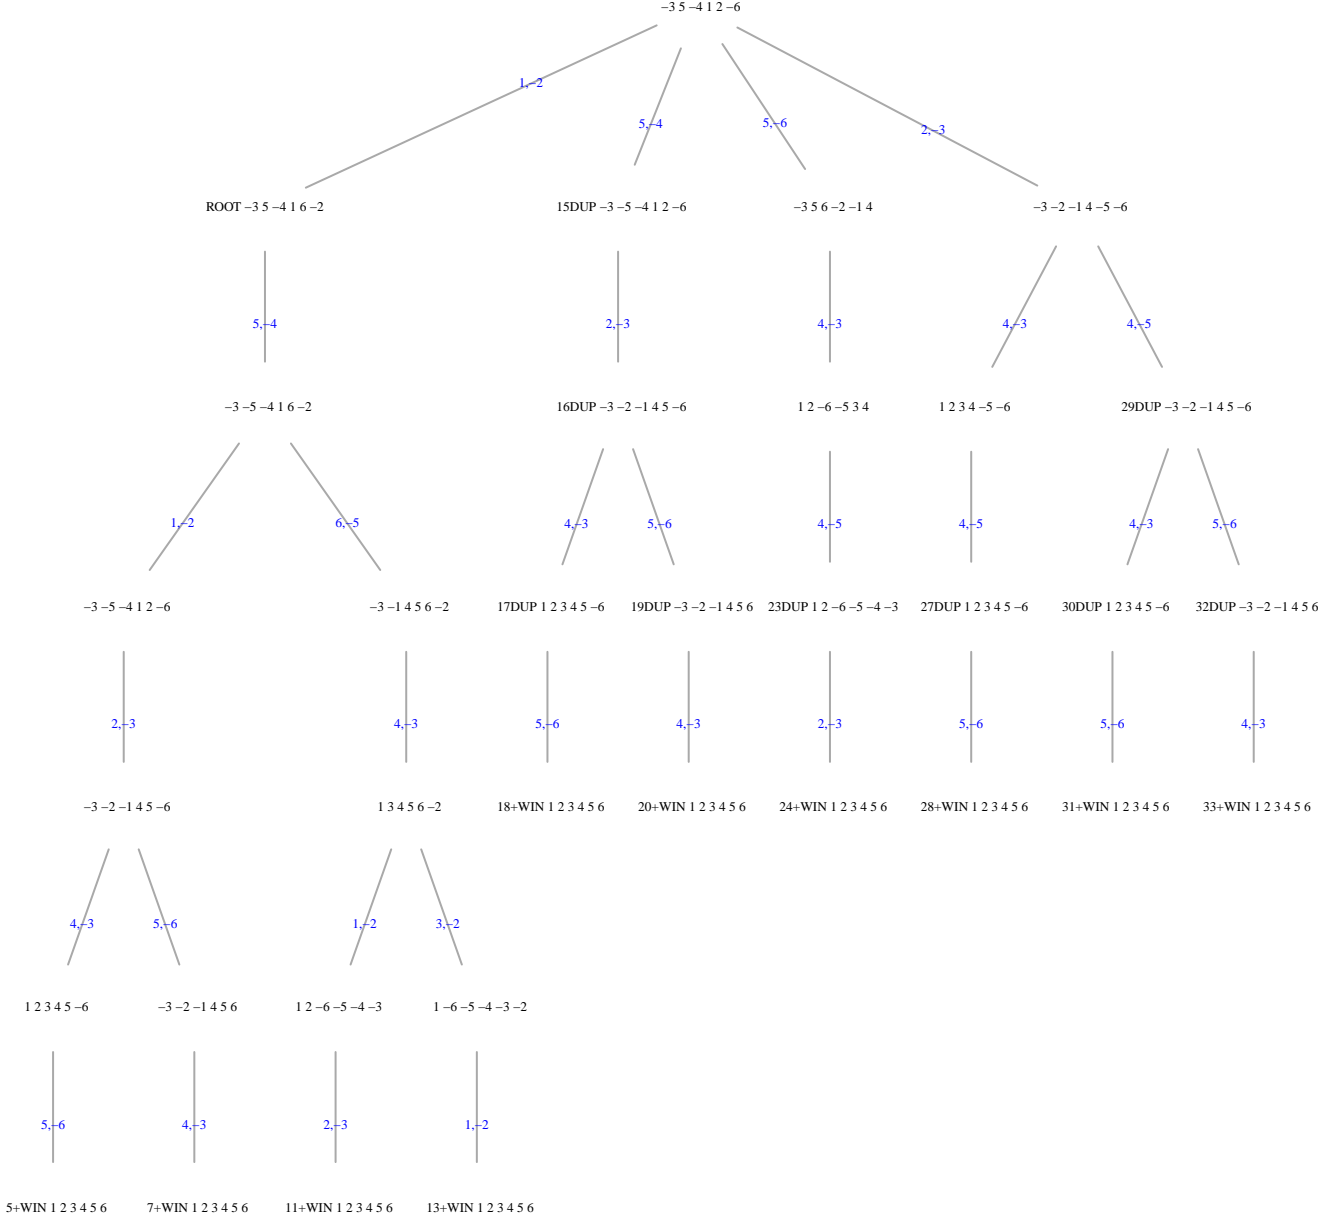 −3 5 −4 1 2 −6
1,−2
5,−4
5,−6
2,−3
ROOT −3 5 −4 1 6 −2
15DUP −3 −5 −4 1 2 −6
−3 5 6 −2 −1 4
−3 −2 −1 4 −5 −6
5,−4
2,−3
4,−3
4,−3
4,−5
−3 −5 −4 1 6 −2
16DUP −3 −2 −1 4 5 −6
1 2 −6 −5 3 4
1 2 3 4 −5 −6
29DUP −3 −2 −1 4 5 −6
1,−2
6,−5
4,−3
5,−6
4,−5
4,−5
4,−3
5,−6
−3 −5 −4 1 2 −6
−3 −1 4 5 6 −2
17DUP 1 2 3 4 5 −6
19DUP −3 −2 −1 4 5 6
23DUP 1 2 −6 −5 −4 −3
27DUP 1 2 3 4 5 −6
30DUP 1 2 3 4 5 −6
32DUP −3 −2 −1 4 5 6
2,−3
4,−3
5,−6
4,−3
2,−3
5,−6
5,−6
4,−3
−3 −2 −1 4 5 −6
1 3 4 5 6 −2
18+WIN 1 2 3 4 5 6
20+WIN 1 2 3 4 5 6
24+WIN 1 2 3 4 5 6
28+WIN 1 2 3 4 5 6
31+WIN 1 2 3 4 5 6
33+WIN 1 2 3 4 5 6
4,−3
5,−6
1,−2
3,−2
1 2 3 4 5 −6
−3 −2 −1 4 5 6
1 2 −6 −5 −4 −3
1 −6 −5 −4 −3 −2
5,−6
4,−3
2,−3
1,−2
5+WIN 1 2 3 4 5 6
7+WIN 1 2 3 4 5 6
11+WIN 1 2 3 4 5 6
13+WIN 1 2 3 4 5 6